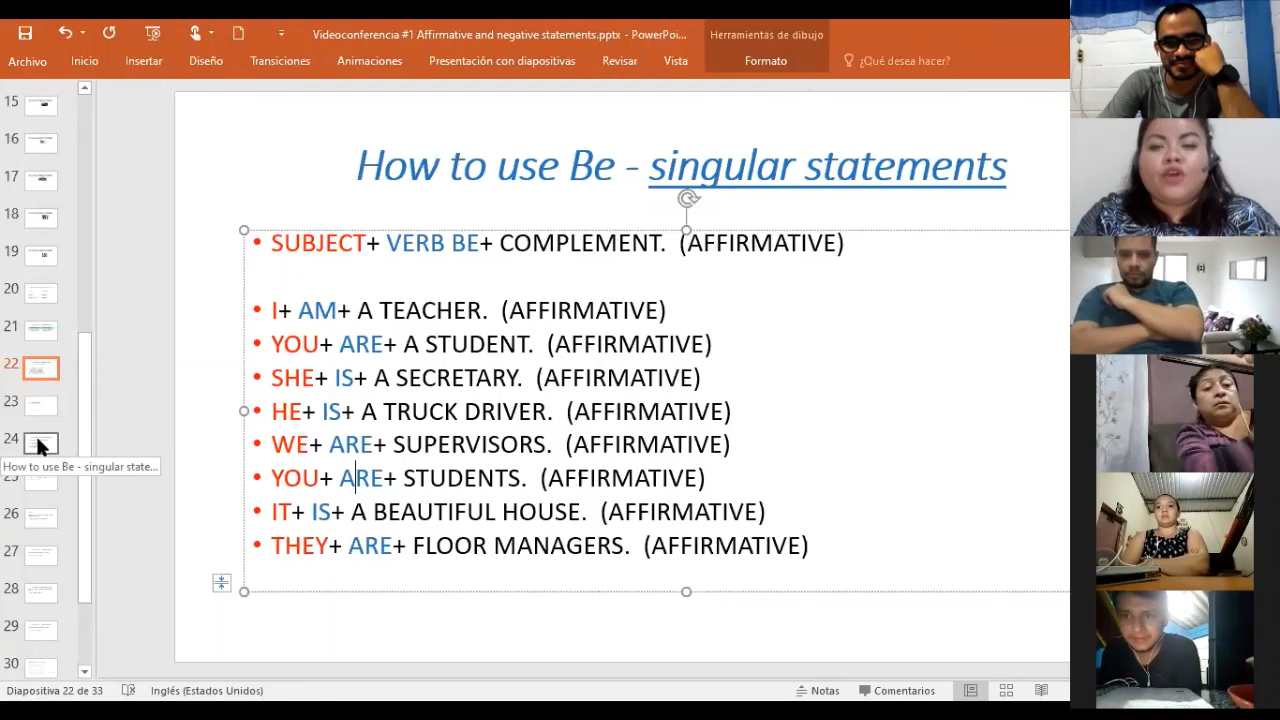 Videoconferencia #1 Affirmative and negative statements.pptx - PowerPoi...
Herramientas de dibujo
Archivo Inicio Insertar Diseño Transiciones Animaciones Presentación con diapositivas Revisar Vista Formato ¿Qué desea hacer?
15
16
17
18
19
20
21
22
23
24
How to use Be - singular state...
26
27
28
29
30
How to use Be - singular statements
• SUBJECT+ VERB BE+ COMPLEMENT. (AFFIRMATIVE)
• I+ AM+ A TEACHER. (AFFIRMATIVE)
• YOU+ ARE+ A STUDENT. (AFFIRMATIVE)
• SHE+ IS+ A SECRETARY. (AFFIRMATIVE)
• HE+ IS+ A TRUCK DRIVER. (AFFIRMATIVE)
• WE+ ARE+ SUPERVISORS. (AFFIRMATIVE)
• YOU+ ARE+ STUDENTS. (AFFIRMATIVE)
• IT+ IS+ A BEAUTIFUL HOUSE. (AFFIRMATIVE)
• THEY+ ARE+ FLOOR MANAGERS. (AFFIRMATIVE)
Diapositiva 22 de 33 Inglés (Estados Unidos) Notas Comentarios